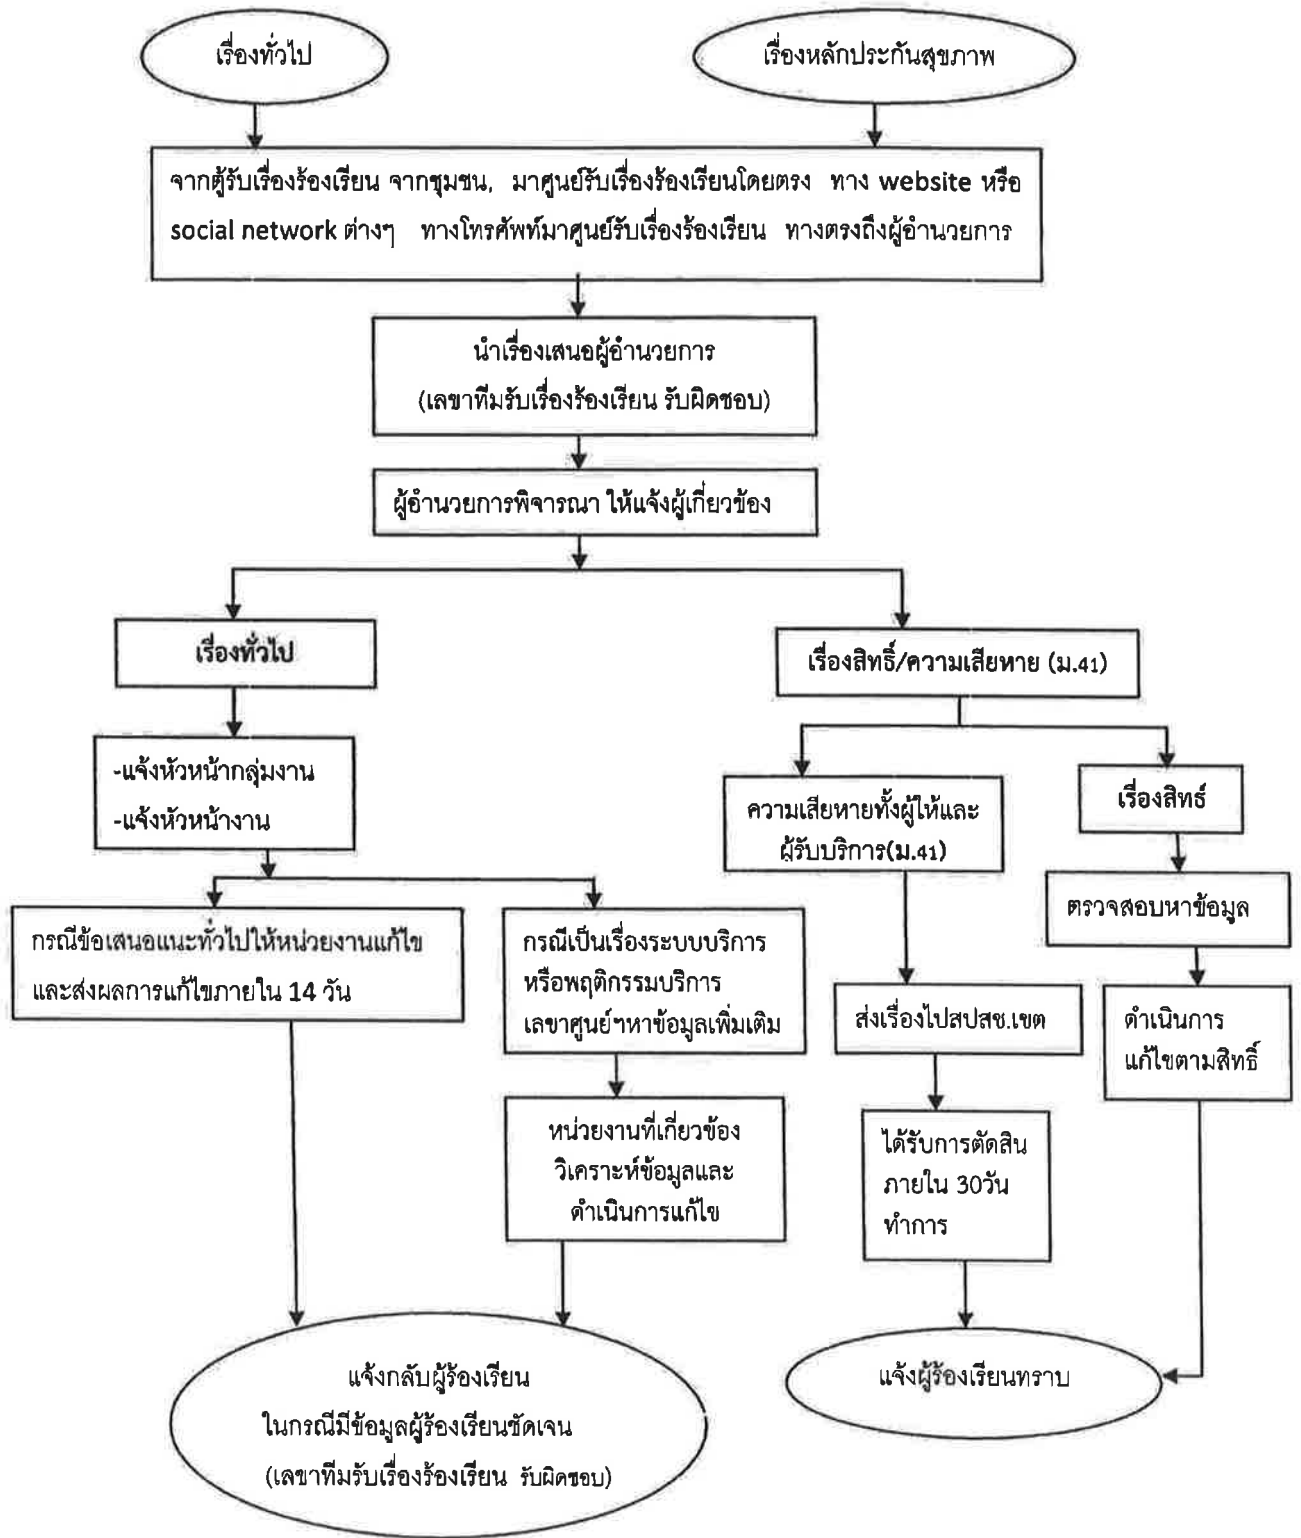 เรื่องทั่วไป
เรื่องหลักประกันสุขภาพ
จากตู้รับเรื่องร้องเรียน จากชุมชน, มาศูนย์รับเรื่องร้องเรียนโดยตรง ทาง website หรือ
social network ต่างๆ ทางโทรศัพท์มาศูนย์รับเรื่องร้องเรียน ทางตรงถึงผู้อำนวยการ
นำเรื่องเสนอผู้อำนวยการ
(เลขาทีมรับเรื่องร้องเรียน รับผิดชอบ)
ผู้อำนวยการพิจารณา ให้แจ้งผู้เกี่ยวข้อง
เรื่องทั่วไป
เรื่องสิทธิ์/ความเสียหาย (ม.41)
-แจ้งหัวหน้ากลุ่มงาน
-แจ้งหัวหน้างาน
ความเสียหายทั้งผู้ให้และ
ผู้รับบริการ(ม.41)
เรื่องสิทธ์
กรณีข้อเสนอแนะทั่วไปให้หน่วยงานแก้ไข
และส่งผลการแก้ไขภายใน 14 วัน
กรณีเป็นเรื่องระบบบริการ
หรือพฤติกรรมบริการ
เลขาศูนย์ฯหาข้อมูลเพิ่มเติม
ตรวจสอบหาข้อมูล
ส่งเรื่องไปสปสช.เขต
ดำเนินการ
แก้ไขตามสิทธิ์
หน่วยงานที่เกี่ยวข้อง
วิเคราะห์ข้อมูลและ
ดำเนินการแก้ไข
ได้รับการตัดสิน
ภายใน 30วัน
ทำการ
แจ้งกลับผู้ร้องเรียน
ในกรณีมีข้อมูลผู้ร้องเรียนชัดเจน
(เลขาทีมรับเรื่องร้องเรียน รับผิดชอบ)
แจ้งผู้ร้องเรียนทราบ